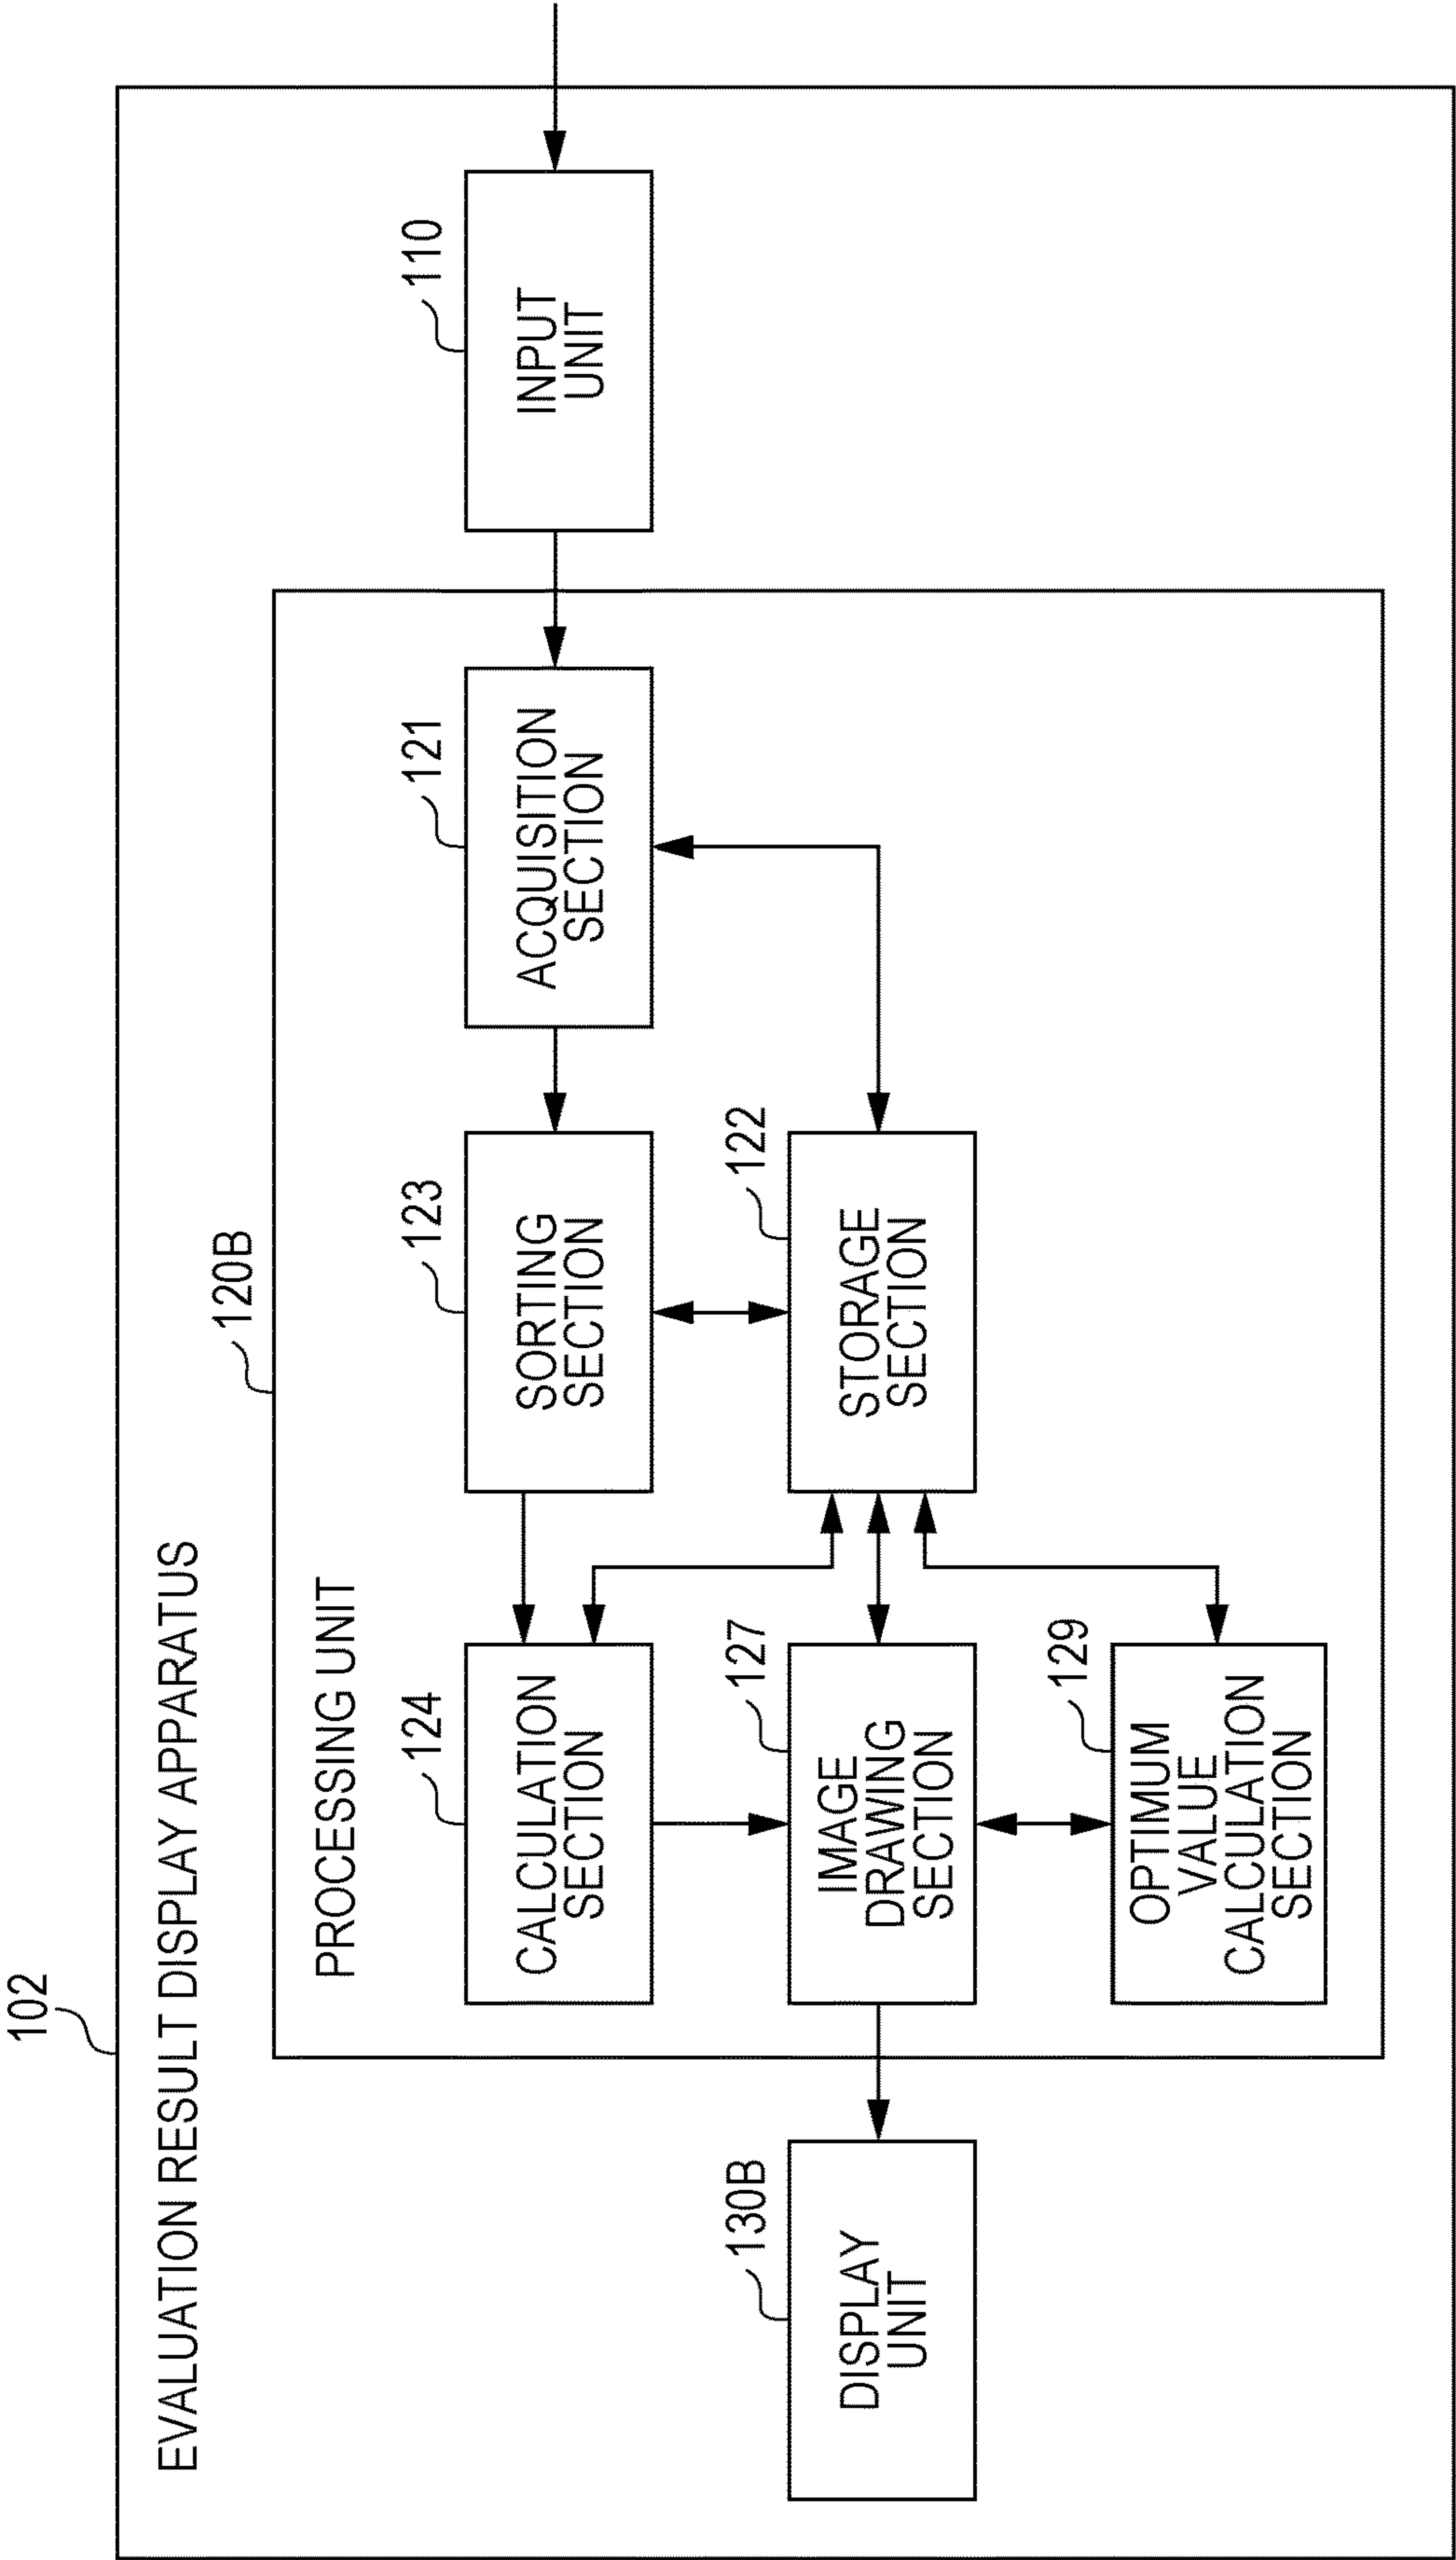 102
EVALUATION RESULT DISPLAY APPARATUS
120B
PROCESSING UNIT
130B
DISPLAY
UNIT
124
CALCULATION
SECTION
123
SORTING
SECTION
121
ACQUISITION
SECTION
110
INPUT
UNIT
127
IMAGE
DRAWING
SECTION
122
STORAGE
SECTION
129
OPTIMUM
VALUE
CALCULATION
SECTION